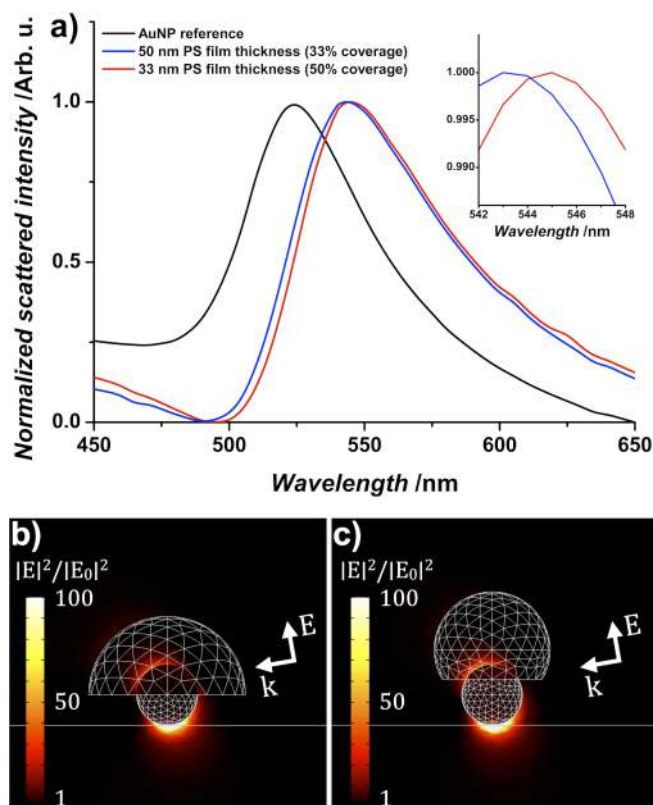 a)
AuNP reference
50 nm PS film thickness (33% coverage)
33 nm PS film thickness (50% coverage)
Normalized scattered intensity /Arb. u.
1.0
0.5
0.0
450
500
550
600
650
Wavelength /nm
1.000
0.995
0.990
542
544
546
548
Wavelength /nm
b)
|E|²/|E₀|²
100
50
1
E
k
c)
|E|²/|E₀|²
100
50
1
E
k